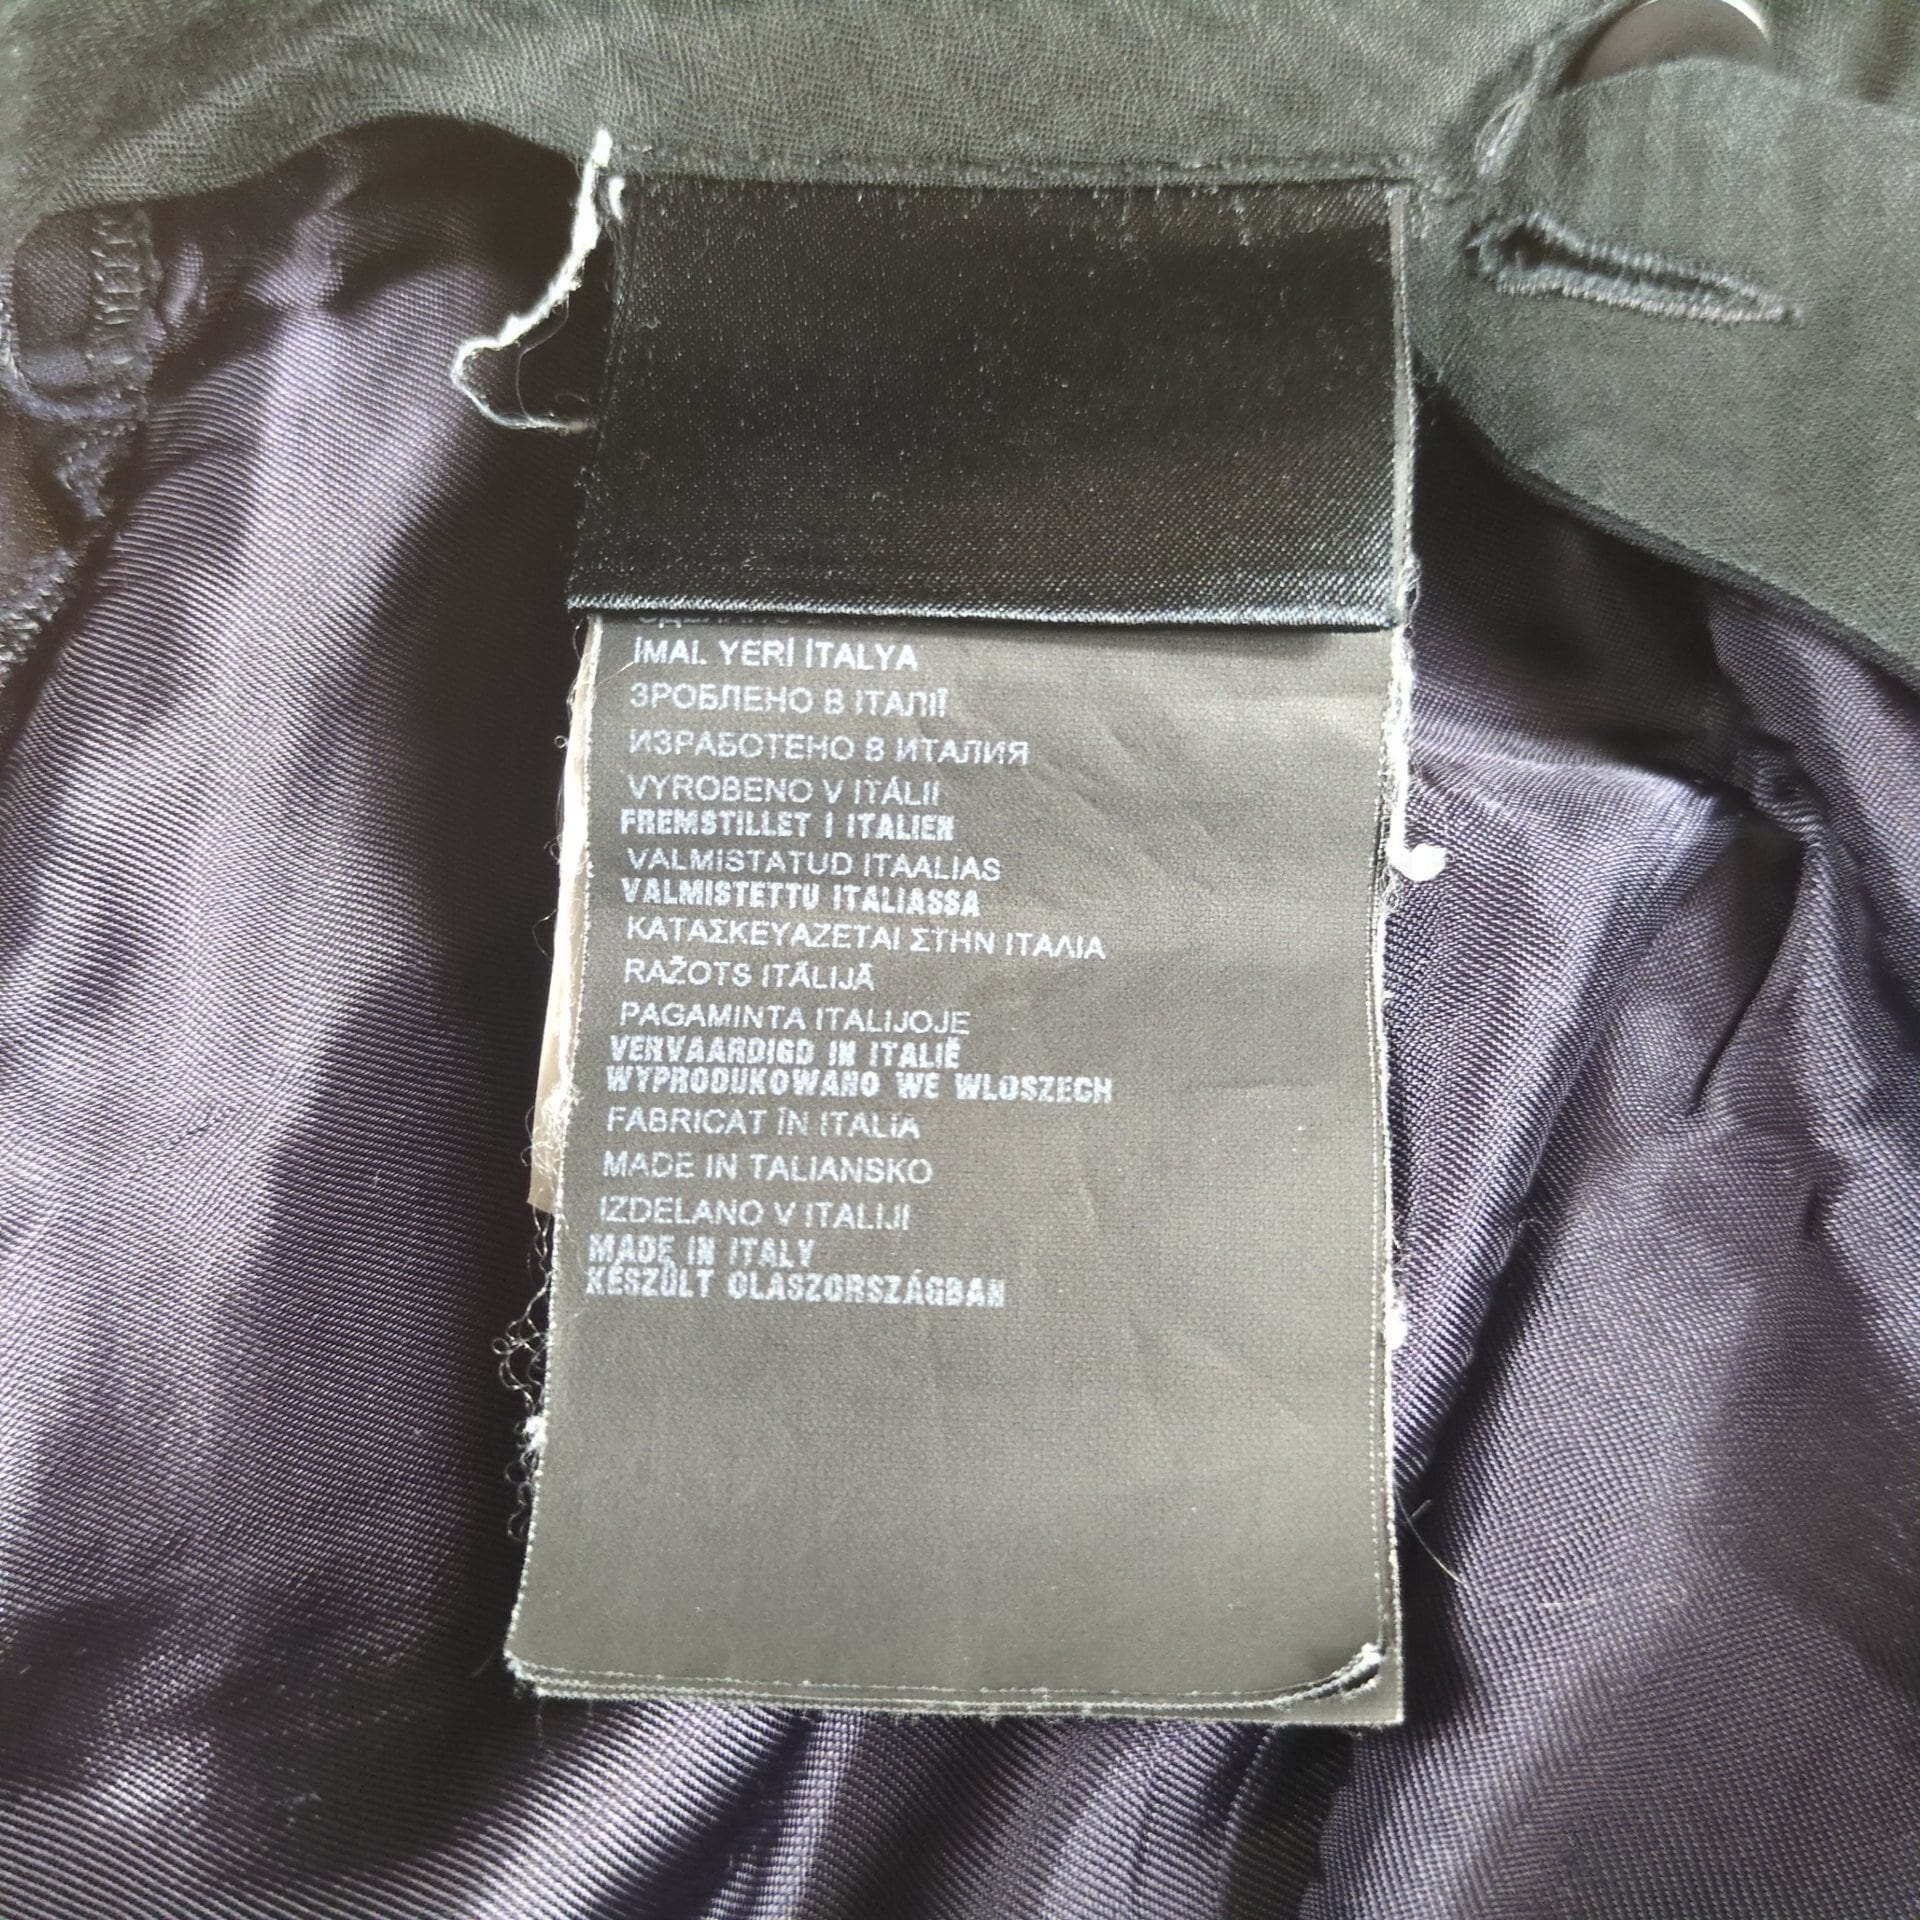 İMAL YERİ İTALYA
ЗРОБЛЕНО В ІТАЛІЇ
ИЗРАБОТЕНО В ИТАЛИЯ
VYROBENO V ITÁLII
FREMSTILLET I ITALIEN
VALMISTATUD ITAALIAS
VALMISTETTU ITALIASSA
ΚΑΤΑΣΚΕΥΑΖΕΤΑΙ ΣΤΗΝ ΙΤΑΛΙΑ
RAŽOTS ITĀLIJĀ
PAGAMINTA ITALIJOJE
VERVAARDIGD IN ITALIË
WYPRODUKOWANO WE WLOSZECH
FABRICAT ÎN ITALIA
MADE IN TALIANSKO
IZDELANO V ITALIJI
MADE IN ITALY
KÉSZÜLT OLASZORSZÁGBAN